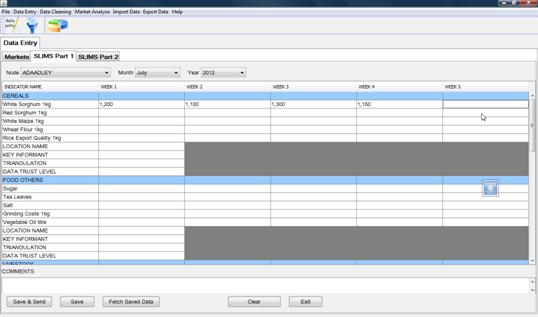 File Data Entry Data Cleaning Market Analysis Import Data Export Data Help
data entry
Data Entry
Markets SLIMS Part 1 SLIMS Part 2
Node ADAADLEY Month July Year 2012
INDICATOR NAME WEEK 1 WEEK 2 WEEK 3 WEEK 4 WEEK 5
CEREALS
White Sorghum 1kg 1,200 1,100 1,300 1,150
Red Sorghum 1kg
White Maize 1kg
Wheat Flour 1kg
Rice Export Quality 1kg
LOCATION NAME
KEY INFORMANT
TRIANGULATION
DATA TRUST LEVEL
FOOD OTHERS
Sugar
Tea Leaves
Salt
Grinding Costs 1kg
Vegetable Oil litre
LOCATION NAME
KEY INFORMANT
TRIANGULATION
DATA TRUST LEVEL
LIVESTOCK
COMMENTS
Save & Send Save Fetch Saved Data Clear Exit